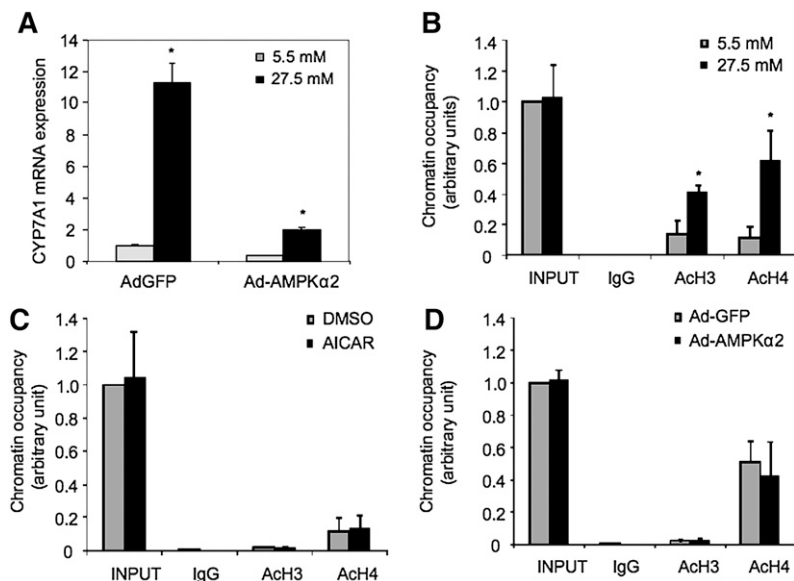 A
CYP7A1 mRNA expression
14
12
10
8
6
4
2
0
5.5 mM
27.5 mM
*
*
AdGFP
Ad-AMPKα2
B
Chromatin occupancy
(arbitrary units)
1.4
1.2
1.0
0.8
0.6
0.4
0.2
0
5.5 mM
27.5 mM
*
*
INPUT
IgG
AcH3
AcH4
C
Chromatin occupancy
(arbitrary unit)
1.4
1.2
1.0
0.8
0.6
0.4
0.2
0
DMSO
AICAR
INPUT
IgG
AcH3
AcH4
D
Chromatin occupancy
(arbitrary unit)
1.4
1.2
1.0
0.8
0.6
0.4
0.2
0.0
Ad-GFP
Ad-AMPKα2
INPUT
IgG
AcH3
AcH4